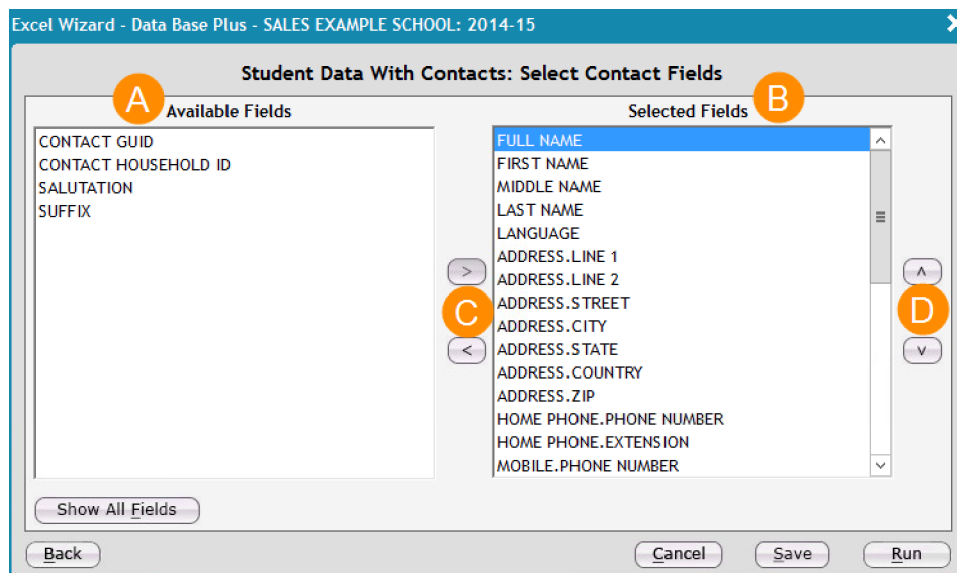 Excel Wizard - Data Base Plus - SALES EXAMPLE SCHOOL: 2014-15
Student Data With Contacts: Select Contact Fields
A
Available Fields
CONTACT GUID
CONTACT HOUSEHOLD ID
SALUTATION
SUFFIX
B
Selected Fields
FULL NAME
FIRST NAME
MIDDLE NAME
LAST NAME
LANGUAGE
ADDRESS.LINE 1
ADDRESS.LINE 2
ADDRESS.STREET
ADDRESS.CITY
ADDRESS.STATE
ADDRESS.COUNTRY
ADDRESS.ZIP
HOME PHONE.PHONE NUMBER
HOME PHONE.EXTENSION
MOBILE.PHONE NUMBER
>
C
<
D
Show All Fields
Back
Cancel
Save
Run